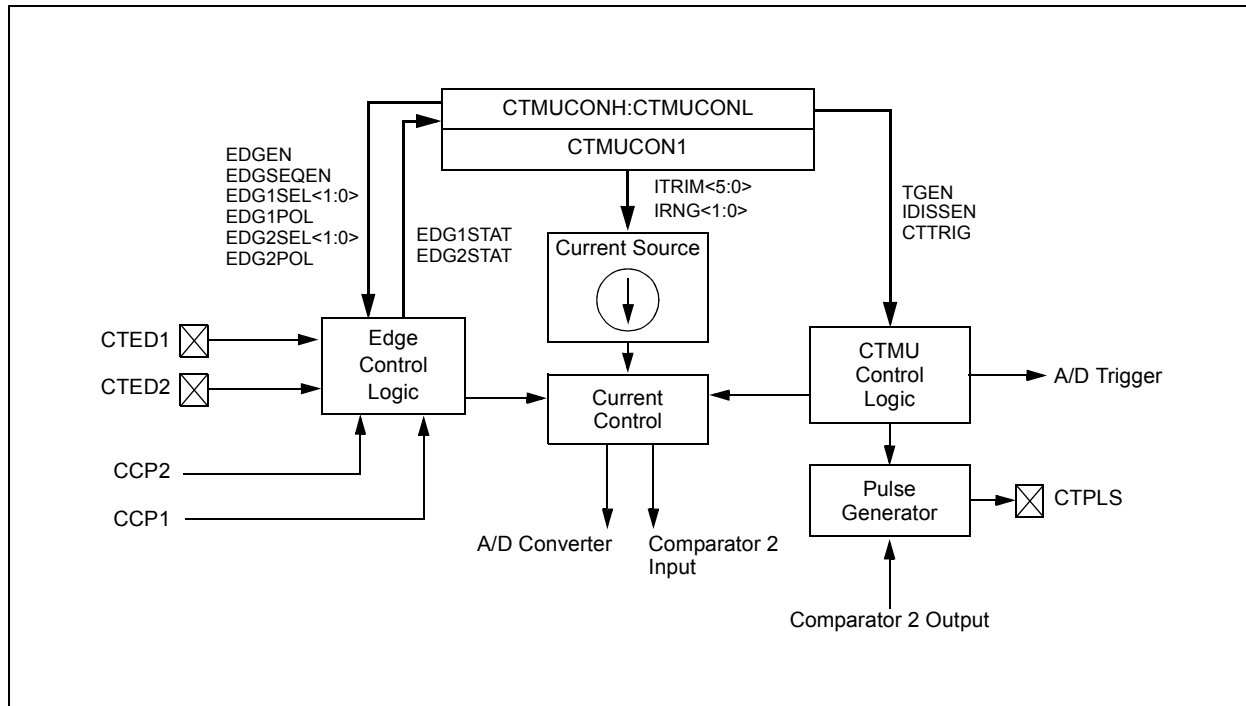 CTMUCONH:CTMUCONL
CTMUCON1
EDGEN
EDGSEQEN
EDG1SEL<1:0>
EDG1POL
EDG2SEL<1:0>
EDG2POL
EDG1STAT
EDG2STAT
ITRIM<5:0>
IRNG<1:0>
TGEN
IDISSEN
CTTRIG
Current Source
CTED1
CTED2
Edge
Control
Logic
Current
Control
CTMU
Control
Logic
A/D Trigger
CCP2
CCP1
Pulse
Generator
CTPLS
A/D Converter
Comparator 2
Input
Comparator 2 Output